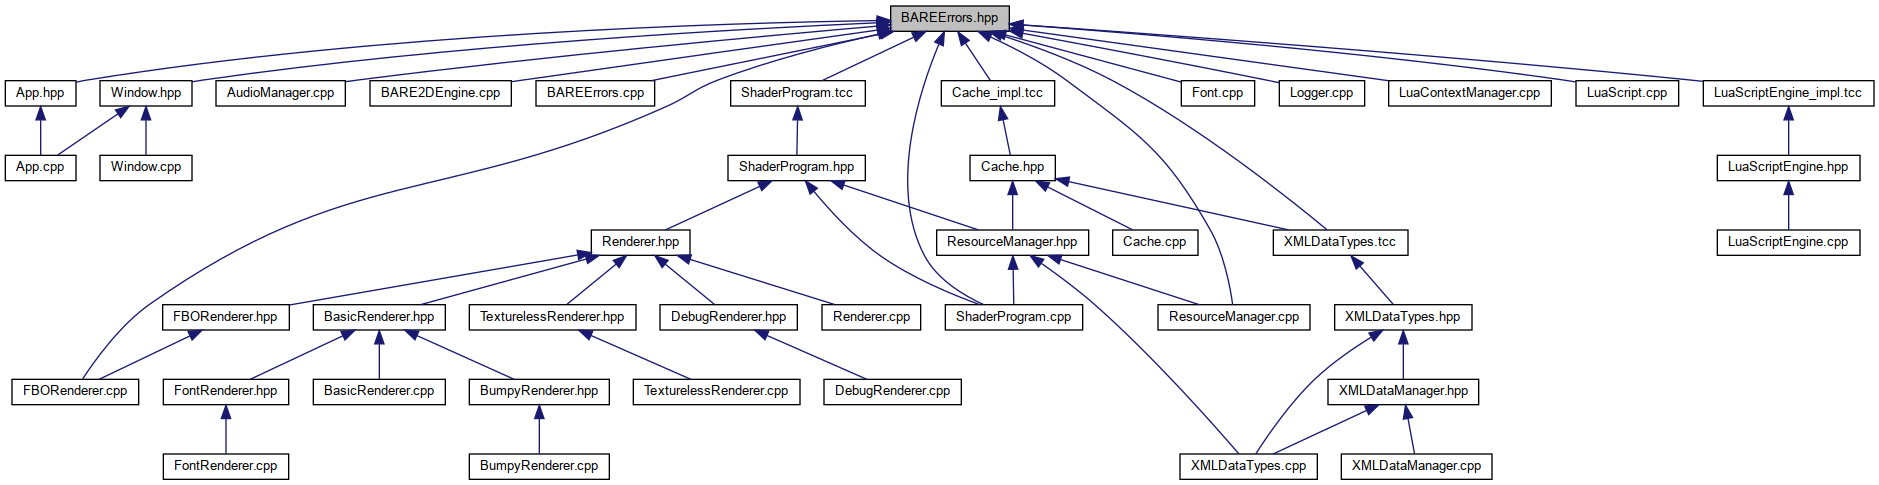 BAREErrors.hpp
App.hpp
Window.hpp
AudioManager.cpp
BARE2DEngine.cpp
BAREErrors.cpp
ShaderProgram.tcc
Cache_impl.tcc
Font.cpp
Logger.cpp
LuaContextManager.cpp
LuaScript.cpp
LuaScriptEngine_impl.tcc
App.cpp
Window.cpp
ShaderProgram.hpp
Cache.hpp
LuaScriptEngine.hpp
Renderer.hpp
ResourceManager.hpp
Cache.cpp
XMLDataTypes.tcc
LuaScriptEngine.cpp
FBORenderer.hpp
BasicRenderer.hpp
TexturelessRenderer.hpp
DebugRenderer.hpp
Renderer.cpp
ShaderProgram.cpp
ResourceManager.cpp
XMLDataTypes.hpp
FBORenderer.cpp
FontRenderer.hpp
BasicRenderer.cpp
BumpyRenderer.hpp
TexturelessRenderer.cpp
DebugRenderer.cpp
XMLDataManager.hpp
FontRenderer.cpp
BumpyRenderer.cpp
XMLDataTypes.cpp
XMLDataManager.cpp